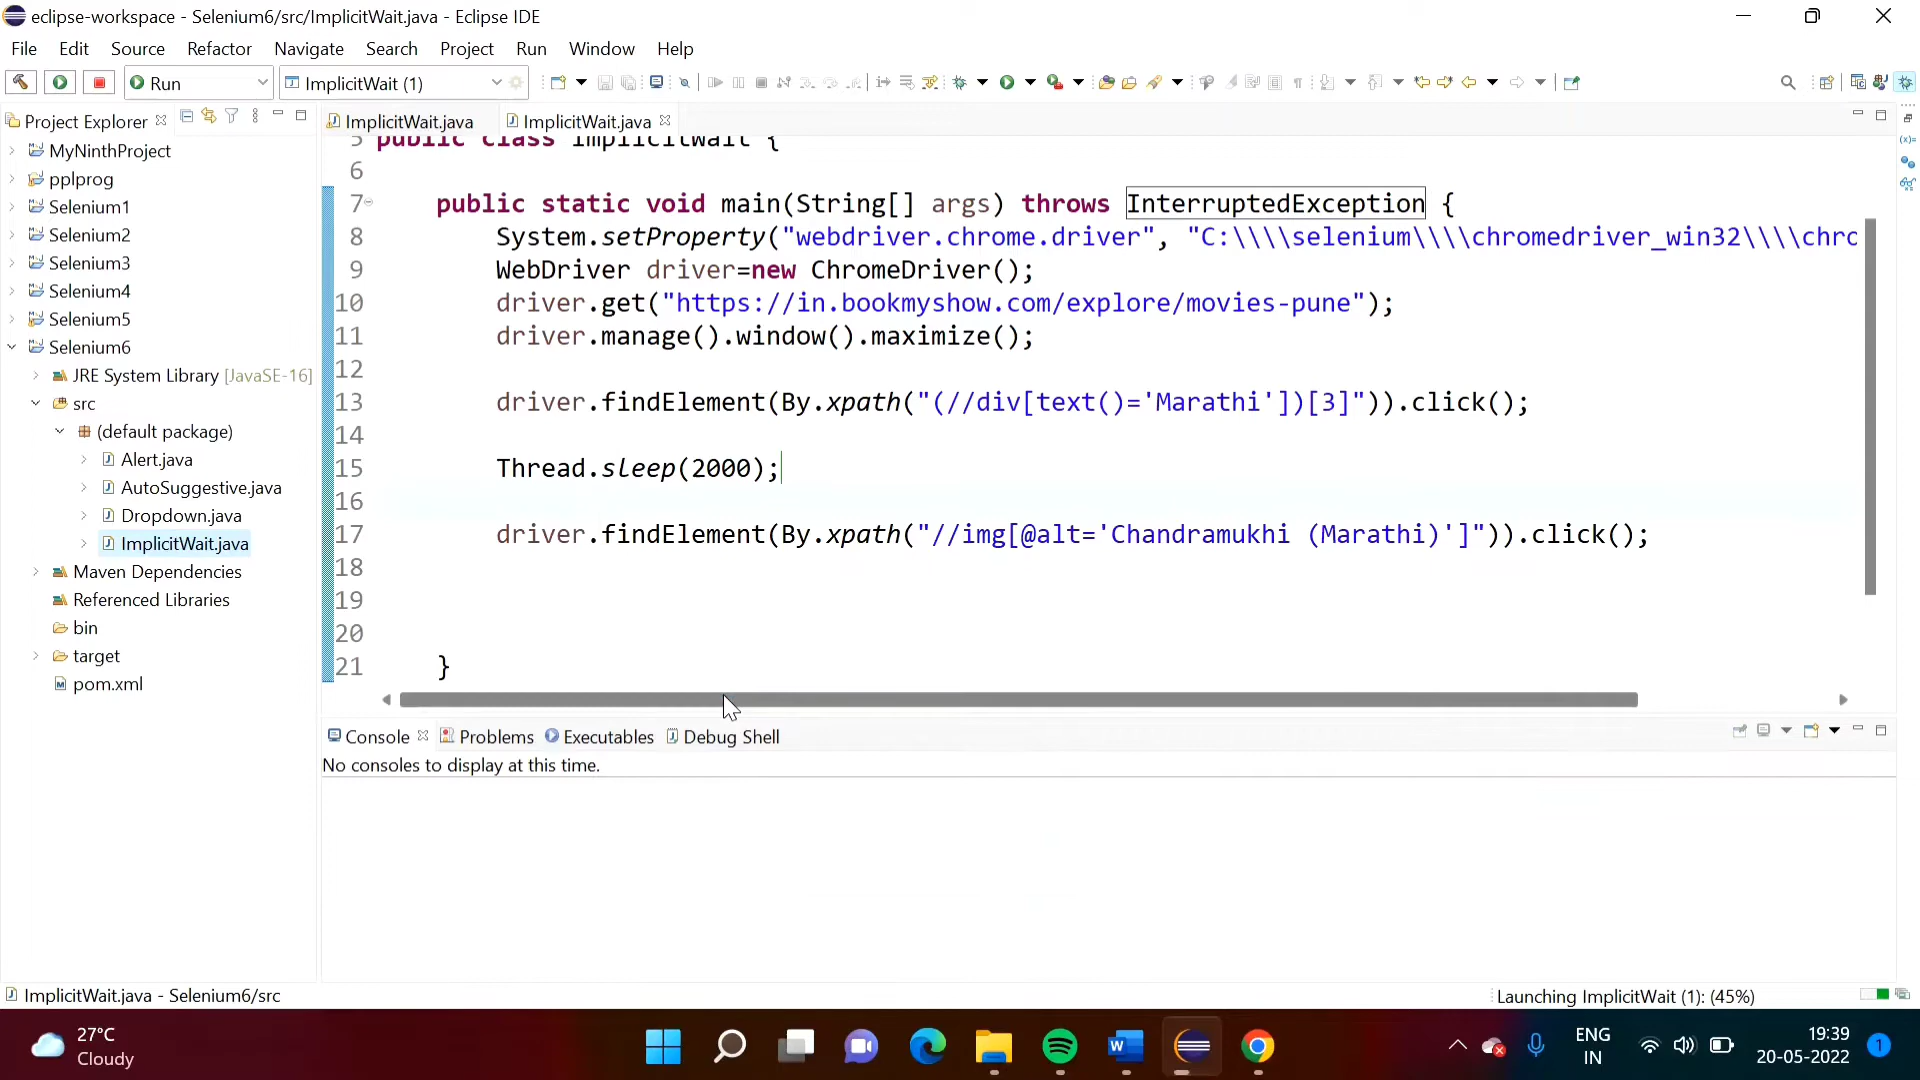 eclipse-workspace - Selenium6/src/ImplicitWait.java - Eclipse IDE
File Edit Source Refactor Navigate Search Project Run Window Help
Run ImplicitWait (1)
Project Explorer
ImplicitWait.java ImplicitWait.java
MyNinthProject
pplprog
Selenium1
Selenium2
Selenium3
Selenium4
Selenium5
Selenium6
JRE System Library [JavaSE-16]
src
(default package)
Alert.java
AutoSuggestive.java
Dropdown.java
ImplicitWait.java
Maven Dependencies
Referenced Libraries
bin
target
pom.xml
5 public class ImplicitWait {
6
7 public static void main(String[] args) throws InterruptedException {
8 System.setProperty("webdriver.chrome.driver", "C:\\\\selenium\\\\chromedriver_win32\\\\chro
9 WebDriver driver=new ChromeDriver();
10 driver.get("https://in.bookmyshow.com/explore/movies-pune");
11 driver.manage().window().maximize();
12
13 driver.findElement(By.xpath("(//div[text()='Marathi'])[3]")).click();
14
15 Thread.sleep(2000);
16
17 driver.findElement(By.xpath("//img[@alt='Chandramukhi (Marathi)']")).click();
18
19
20
21 }
Console Problems Executables Debug Shell
No consoles to display at this time.
ImplicitWait.java - Selenium6/src
Launching ImplicitWait (1): (45%)
27°C
Cloudy
ENG
IN
19:39
20-05-2022
1